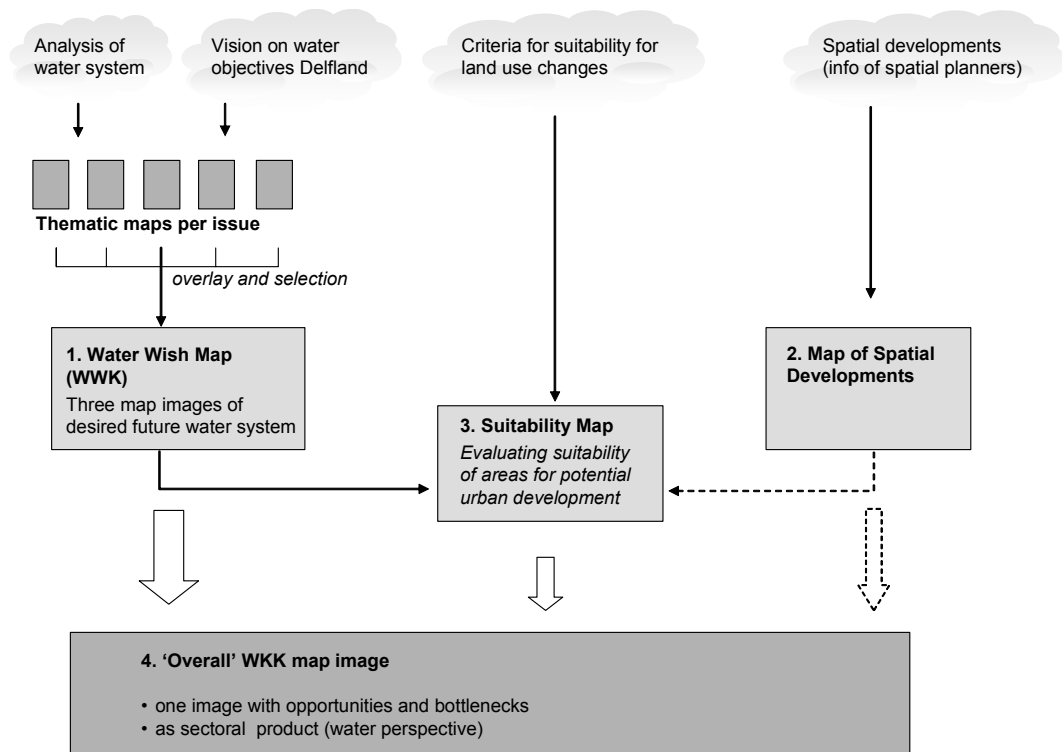 Analysis of
water system
Vision on water
objectives Delfland
Criteria for suitability for
land use changes
Spatial developments
(info of spatial planners)
Thematic maps per issue
overlay and selection
1. Water Wish Map
(WWK)
Three map images of
desired future water system
2. Map of Spatial
Developments
3. Suitability Map
Evaluating suitability
of areas for potential
urban development
4. ‘Overall’ WKK map image
• one image with opportunities and bottlenecks
• as sectoral product (water perspective)